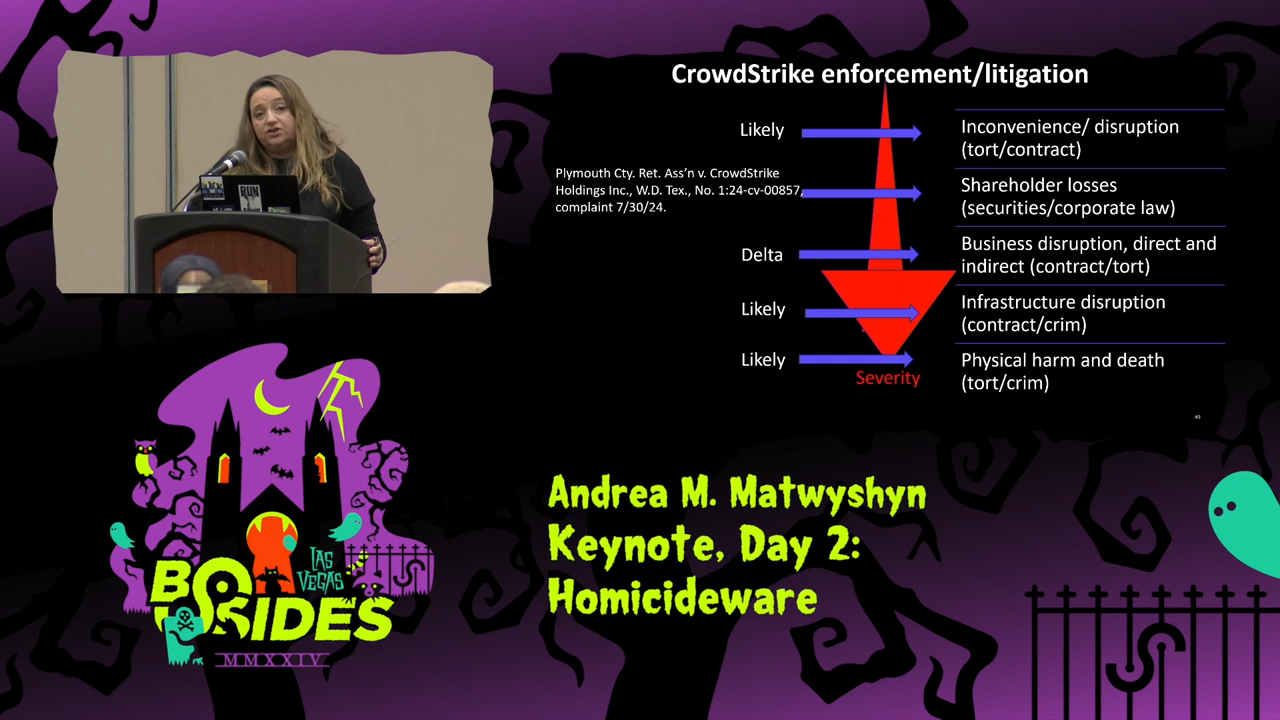 CrowdStrike enforcement/litigation
Likely
Inconvenience/ disruption
(tort/contract)
Plymouth Cty. Ret. Ass’n v. CrowdStrike
Holdings Inc., W.D. Tex., No. 1:24-cv-00857,
complaint 7/30/24.
Shareholder losses
(securities/corporate law)
Delta
Business disruption, direct and
indirect (contract/tort)
Likely
Infrastructure disruption
(contract/crim)
Likely
Physical harm and death
(tort/crim)
Severity
40
RUN
LAS
VEGAS
BSIDES
MMXXIV
Andrea M. Matwyshyn
Keynote, Day 2:
Homicideware